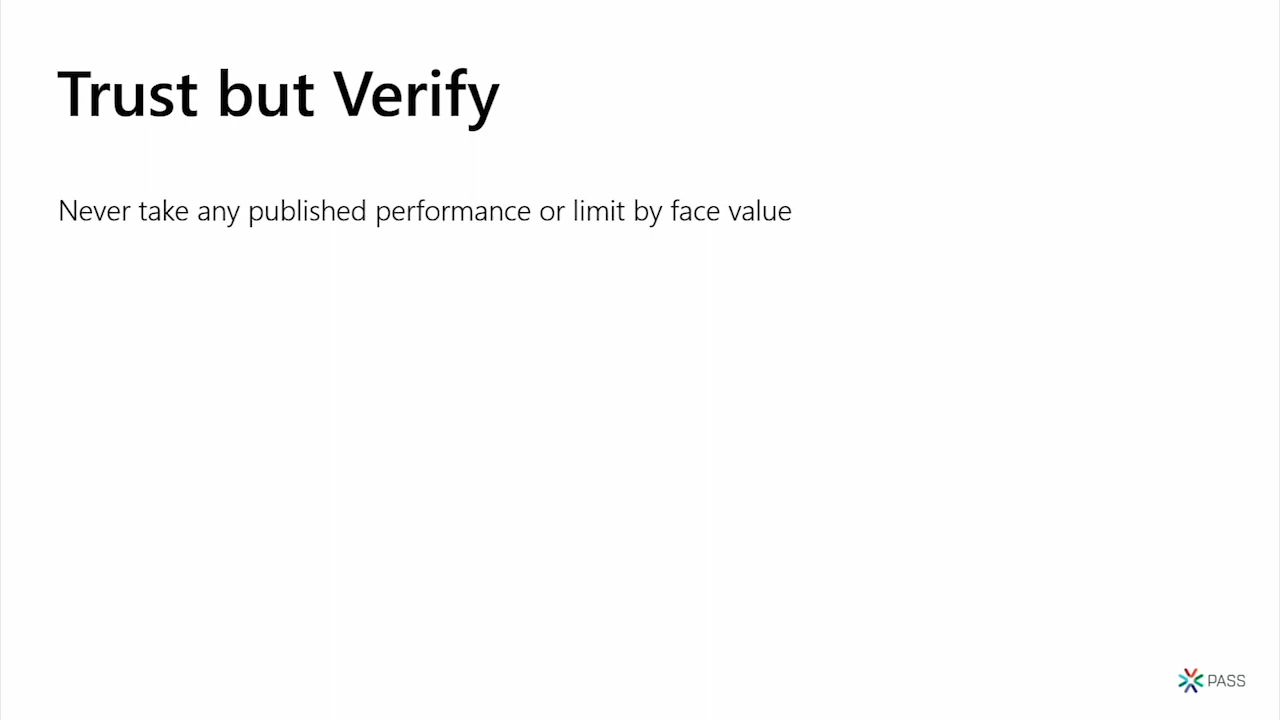 Trust but Verify
Never take any published performance or limit by face value
PASS